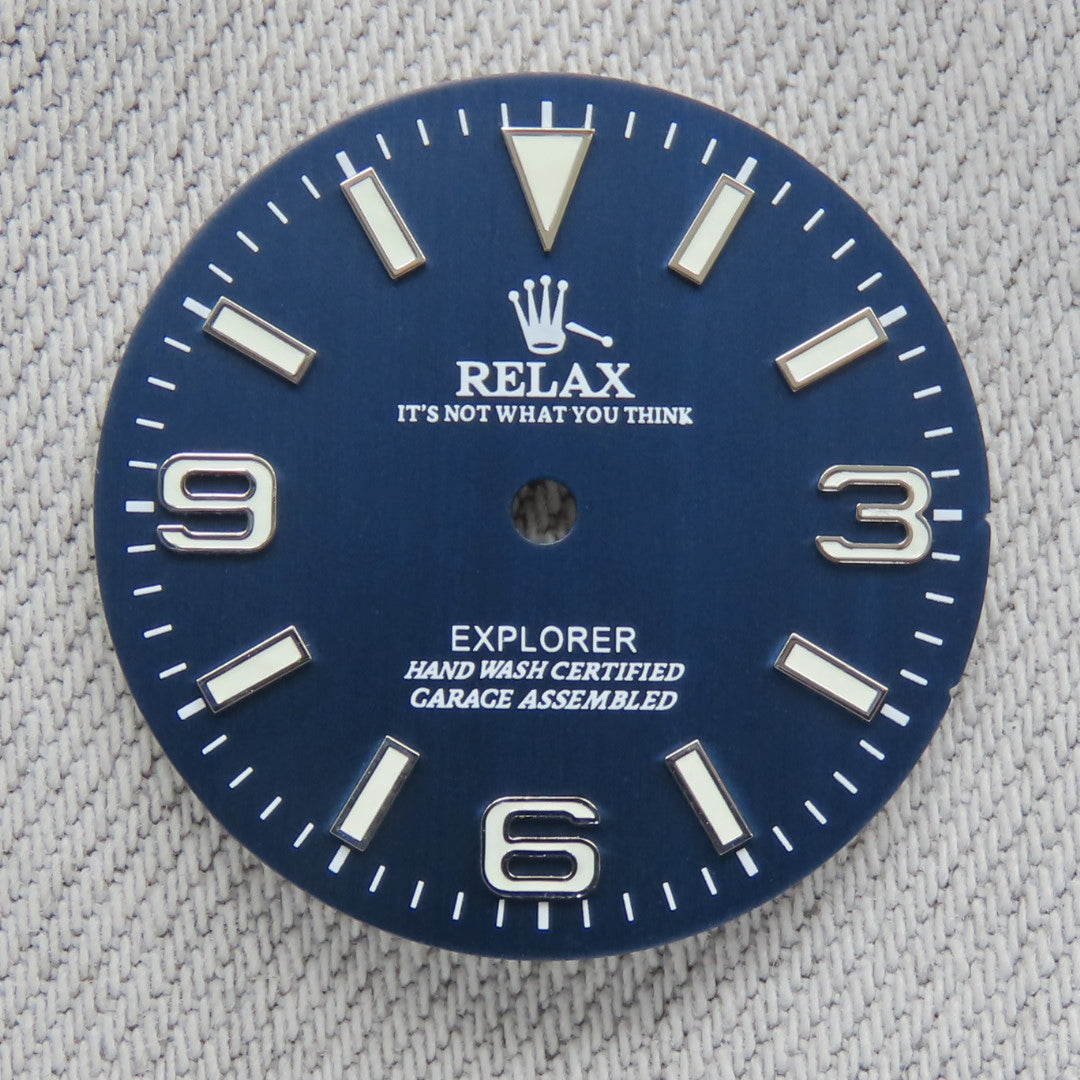 RELAX
IT'S NOT WHAT YOU THINK
9 3
EXPLORER
HAND WASH CERTIFIED
GARAGE ASSEMBLED
6